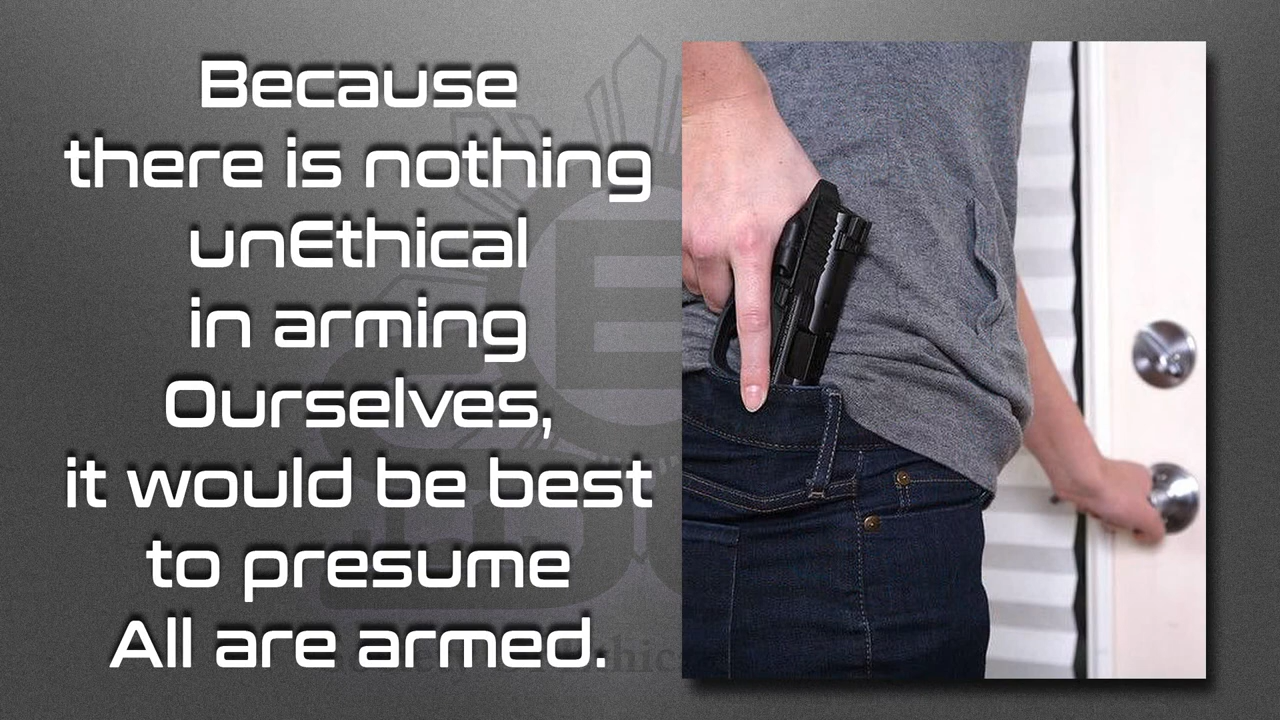 Because
there is nothing
unEthical
in arming
Ourselves,
it would be best
to presume
All are armed.